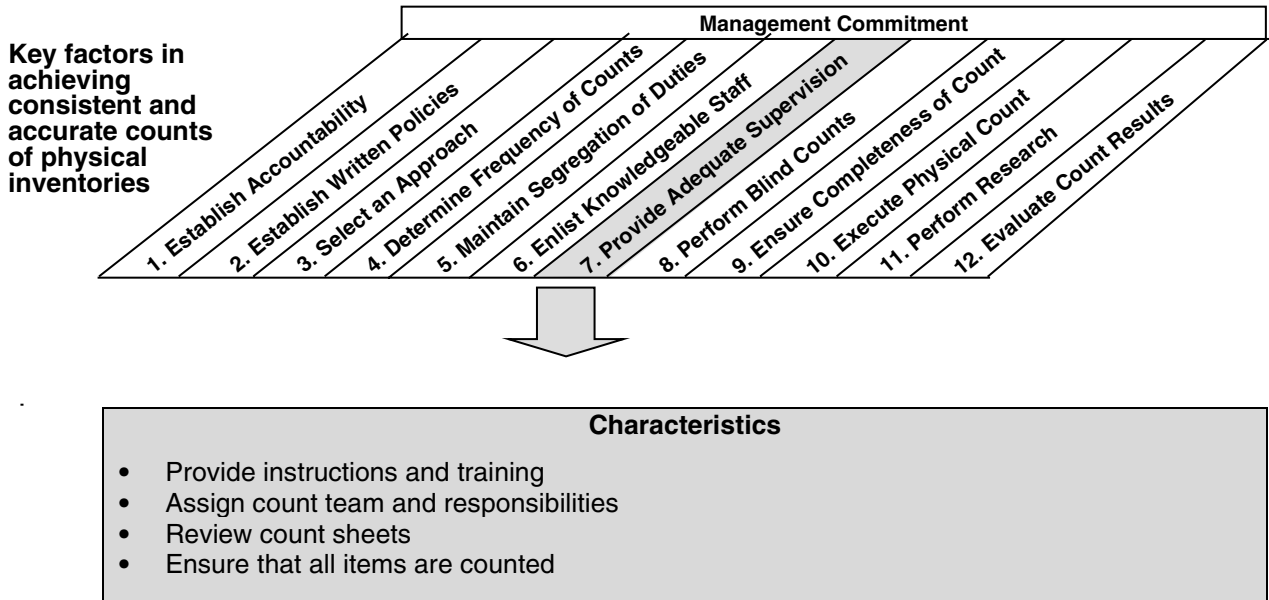 Management Commitment
Key factors in
achieving
consistent and
accurate counts
of physical
inventories
1. Establish Accountability
2. Establish Written Policies
3. Select an Approach
4. Determine Frequency of Counts
5. Maintain Segregation of Duties
6. Enlist Knowledgeable Staff
7. Provide Adequate Supervision
8. Perform Blind Counts
9. Ensure Completeness of Count
10. Execute Physical Count
11. Perform Research
12. Evaluate Count Results
.
Characteristics
• Provide instructions and training
• Assign count team and responsibilities
• Review count sheets
• Ensure that all items are counted